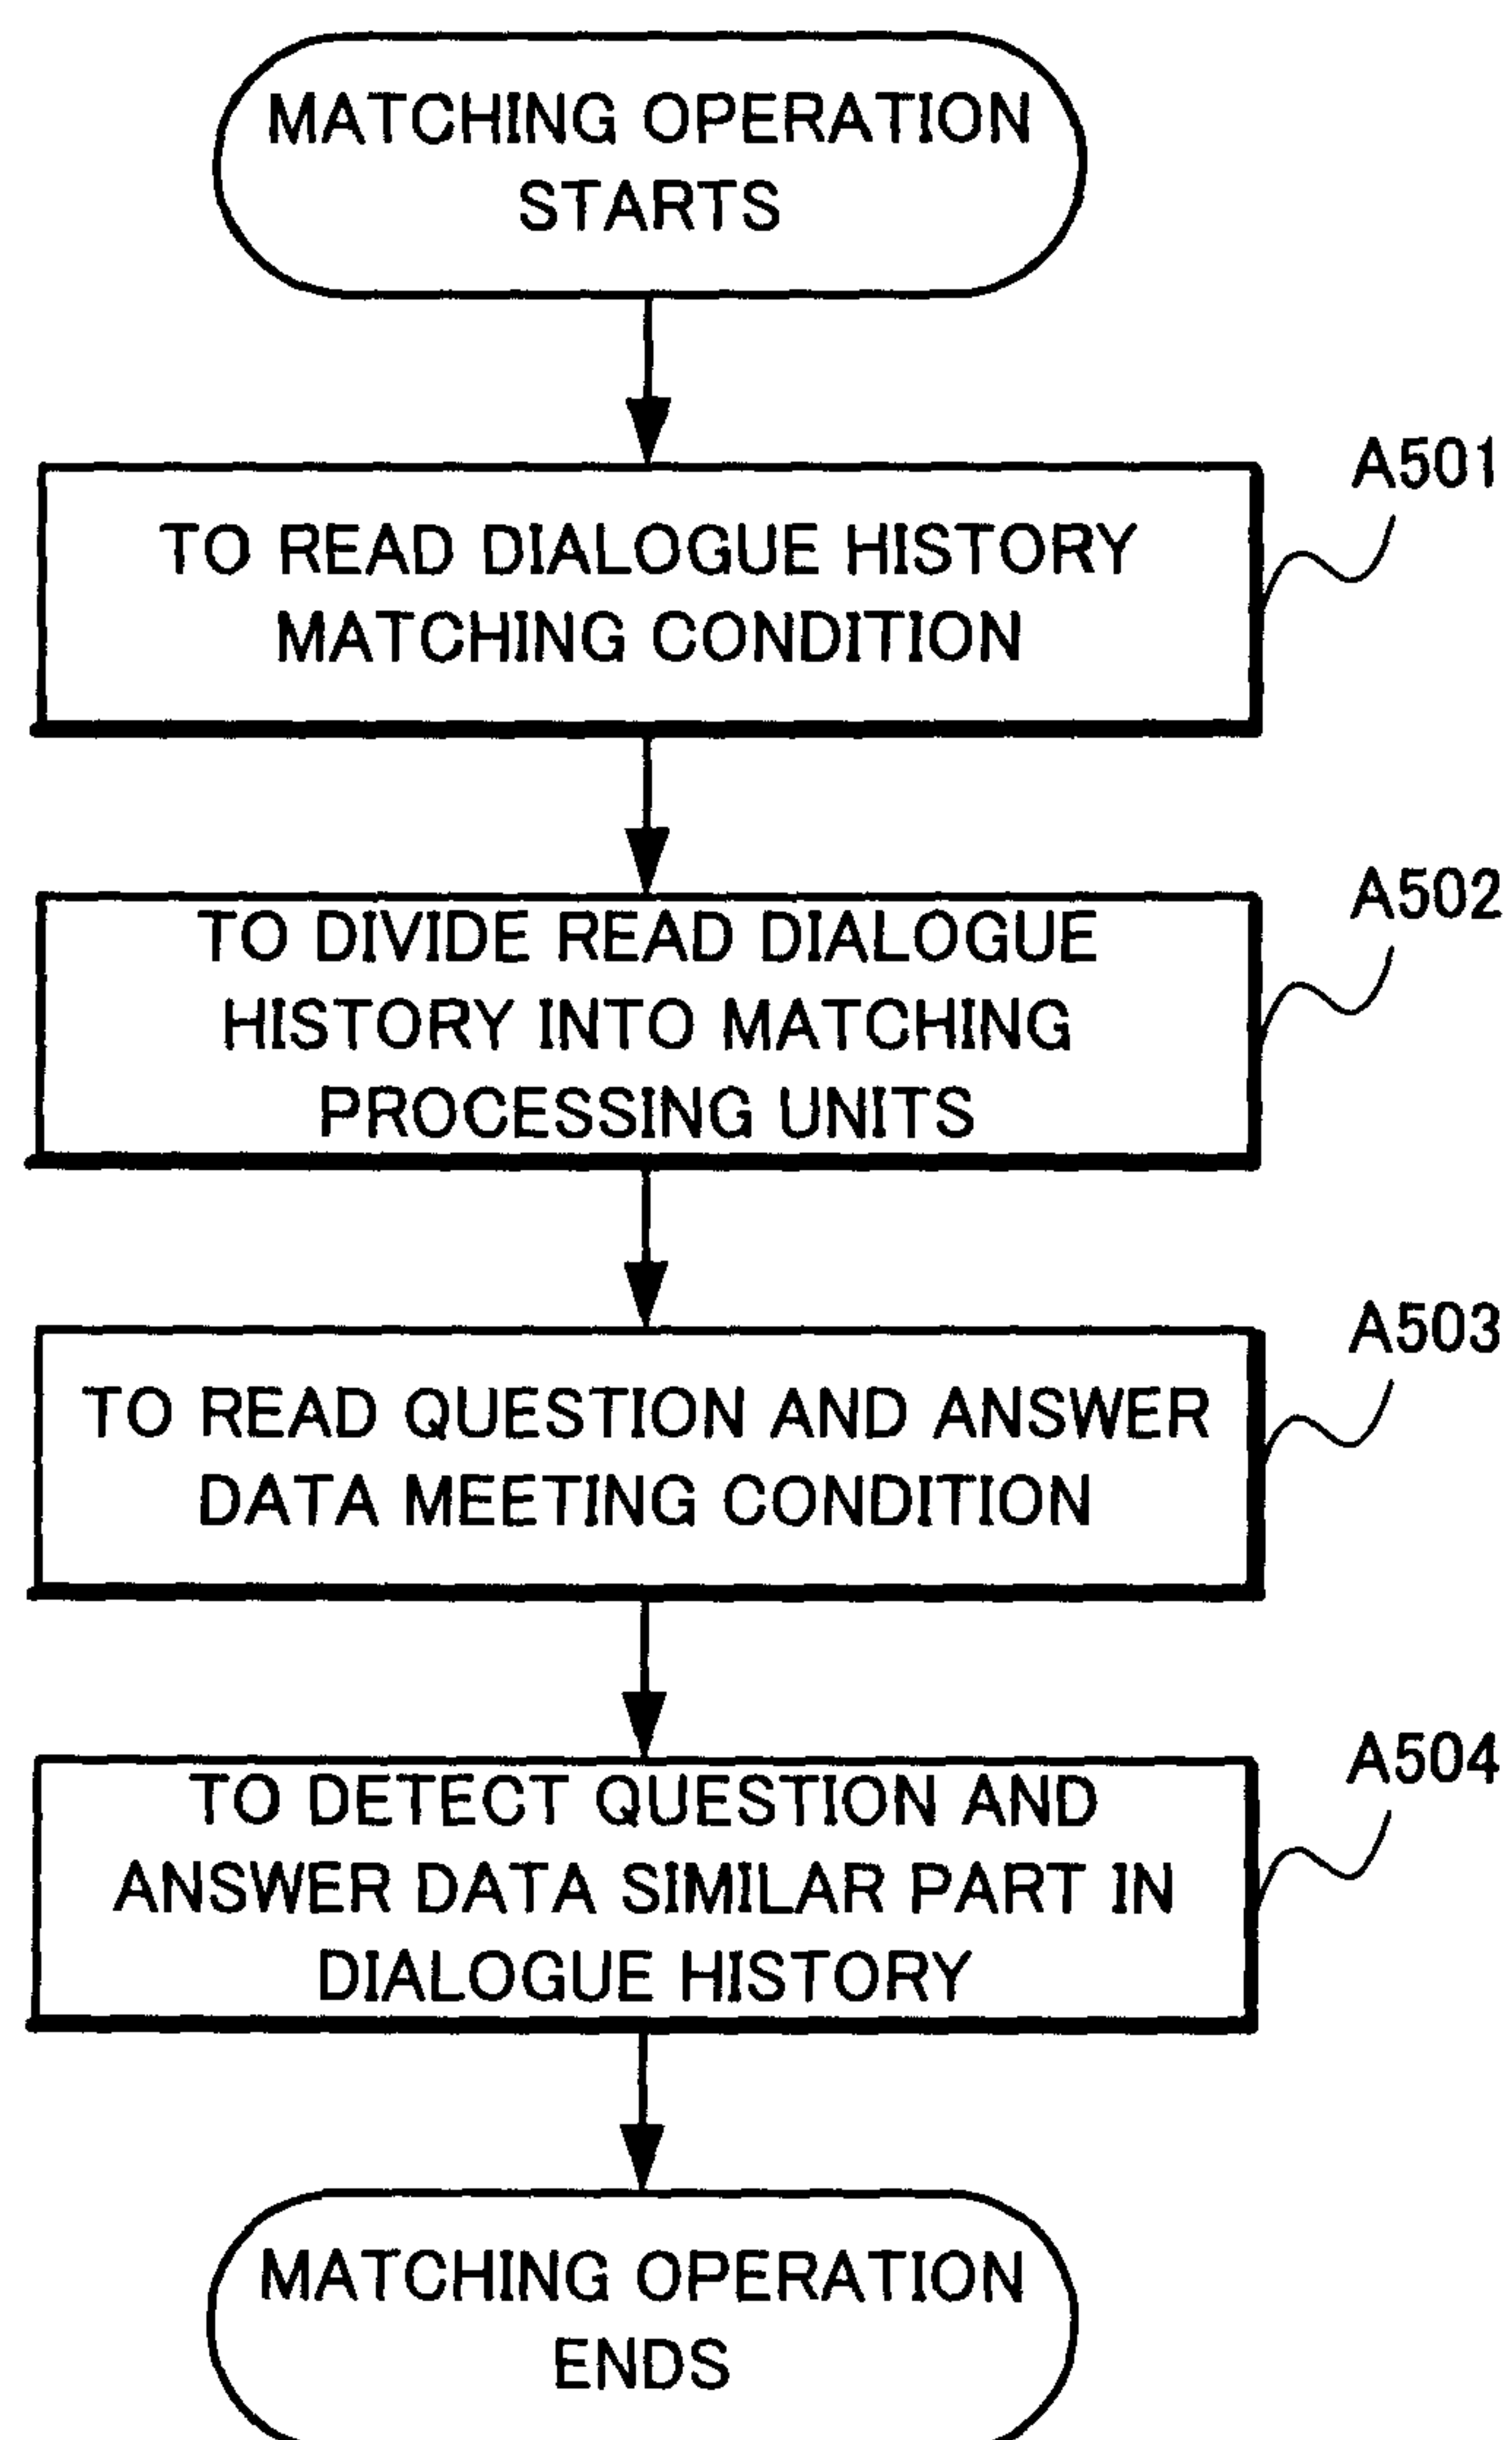 MATCHING OPERATION
STARTS
A501
TO READ DIALOGUE HISTORY
MATCHING CONDITION
A502
TO DIVIDE READ DIALOGUE
HISTORY INTO MATCHING
PROCESSING UNITS
A503
TO READ QUESTION AND ANSWER
DATA MEETING CONDITION
A504
TO DETECT QUESTION AND
ANSWER DATA SIMILAR PART IN
DIALOGUE HISTORY
MATCHING OPERATION
ENDS